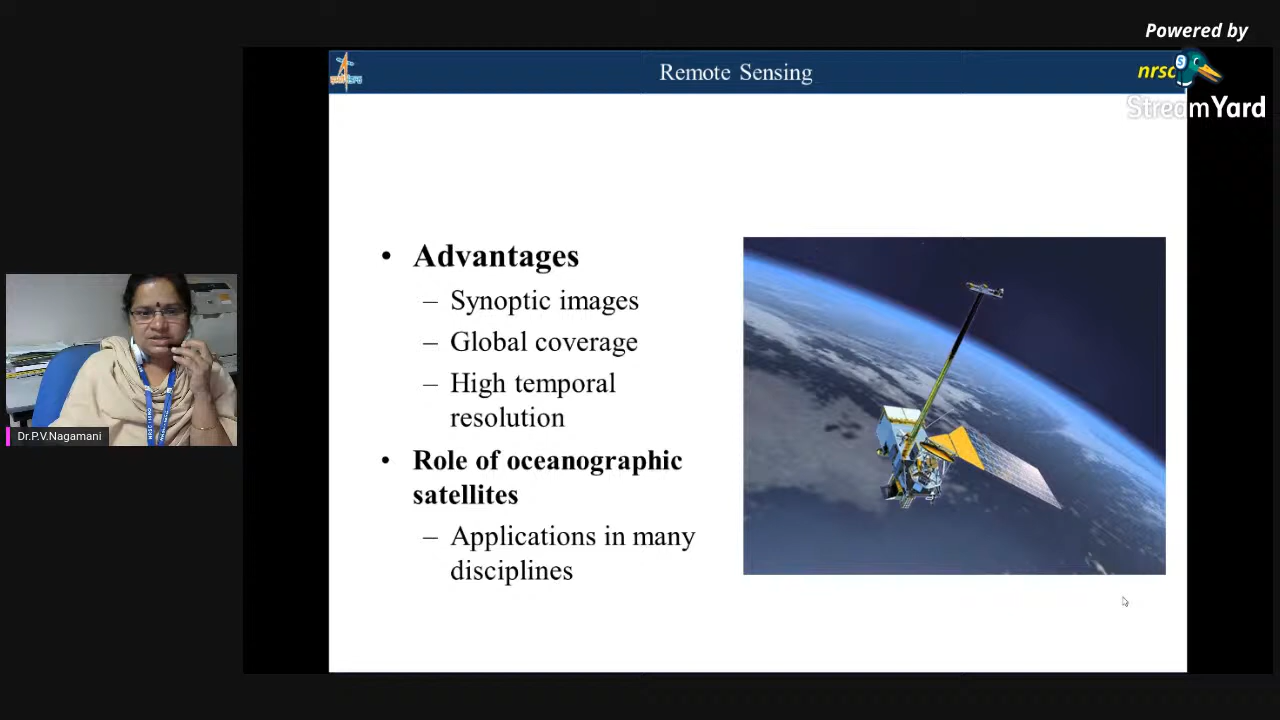 Powered by
StreamYard
Remote Sensing
nrsc
• Advantages
– Synoptic images
– Global coverage
– High temporal
resolution
• Role of oceanographic
satellites
– Applications in many
disciplines
Dr.P.V.Nagamani